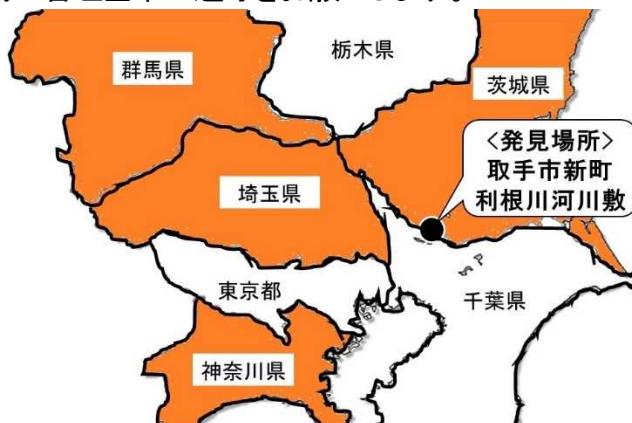 栃木県
群馬県
茨城県
<発見場所>
取手市新町
利根川河川敷
埼玉県
東京都
千葉県
神奈川県